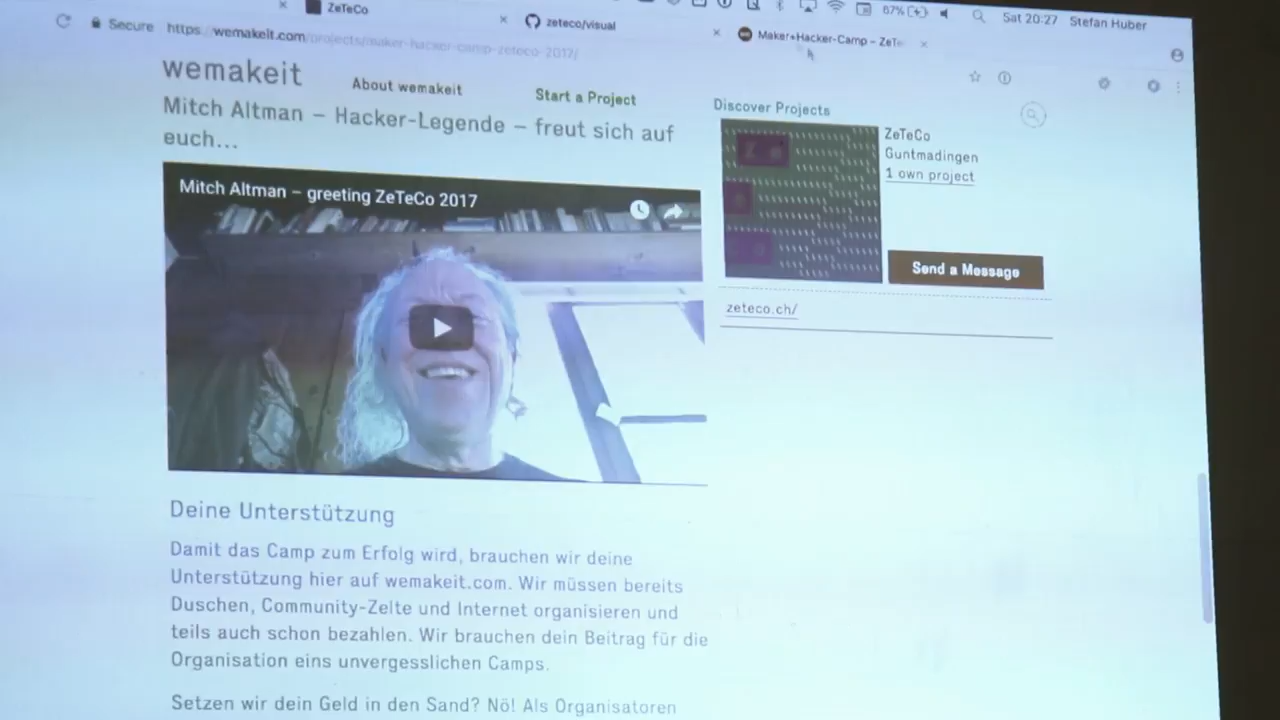 ZeTeCo
zeteco/visual
Maker+Hacker-Camp – ZeTe
67%
Sat 20:27
Stefan Huber
Secure
https://wemakeit.com/projects/maker-hacker-camp-zeteco-2017/
wemakeit
About wemakeit
Start a Project
Discover Projects
Mitch Altman – Hacker-Legende – freut sich auf
euch...
Mitch Altman – greeting ZeTeCo 2017
ZeTeCo
Guntmadingen
1 own project
Send a Message
zeteco.ch/
Deine Unterstützung
Damit das Camp zum Erfolg wird, brauchen wir deine
Unterstützung hier auf wemakeit.com. Wir müssen bereits
Duschen, Community-Zelte und Internet organisieren und
teils auch schon bezahlen. Wir brauchen dein Beitrag für die
Organisation eins unvergesslichen Camps.
Setzen wir dein Geld in den Sand? Nö! Als Organisatoren